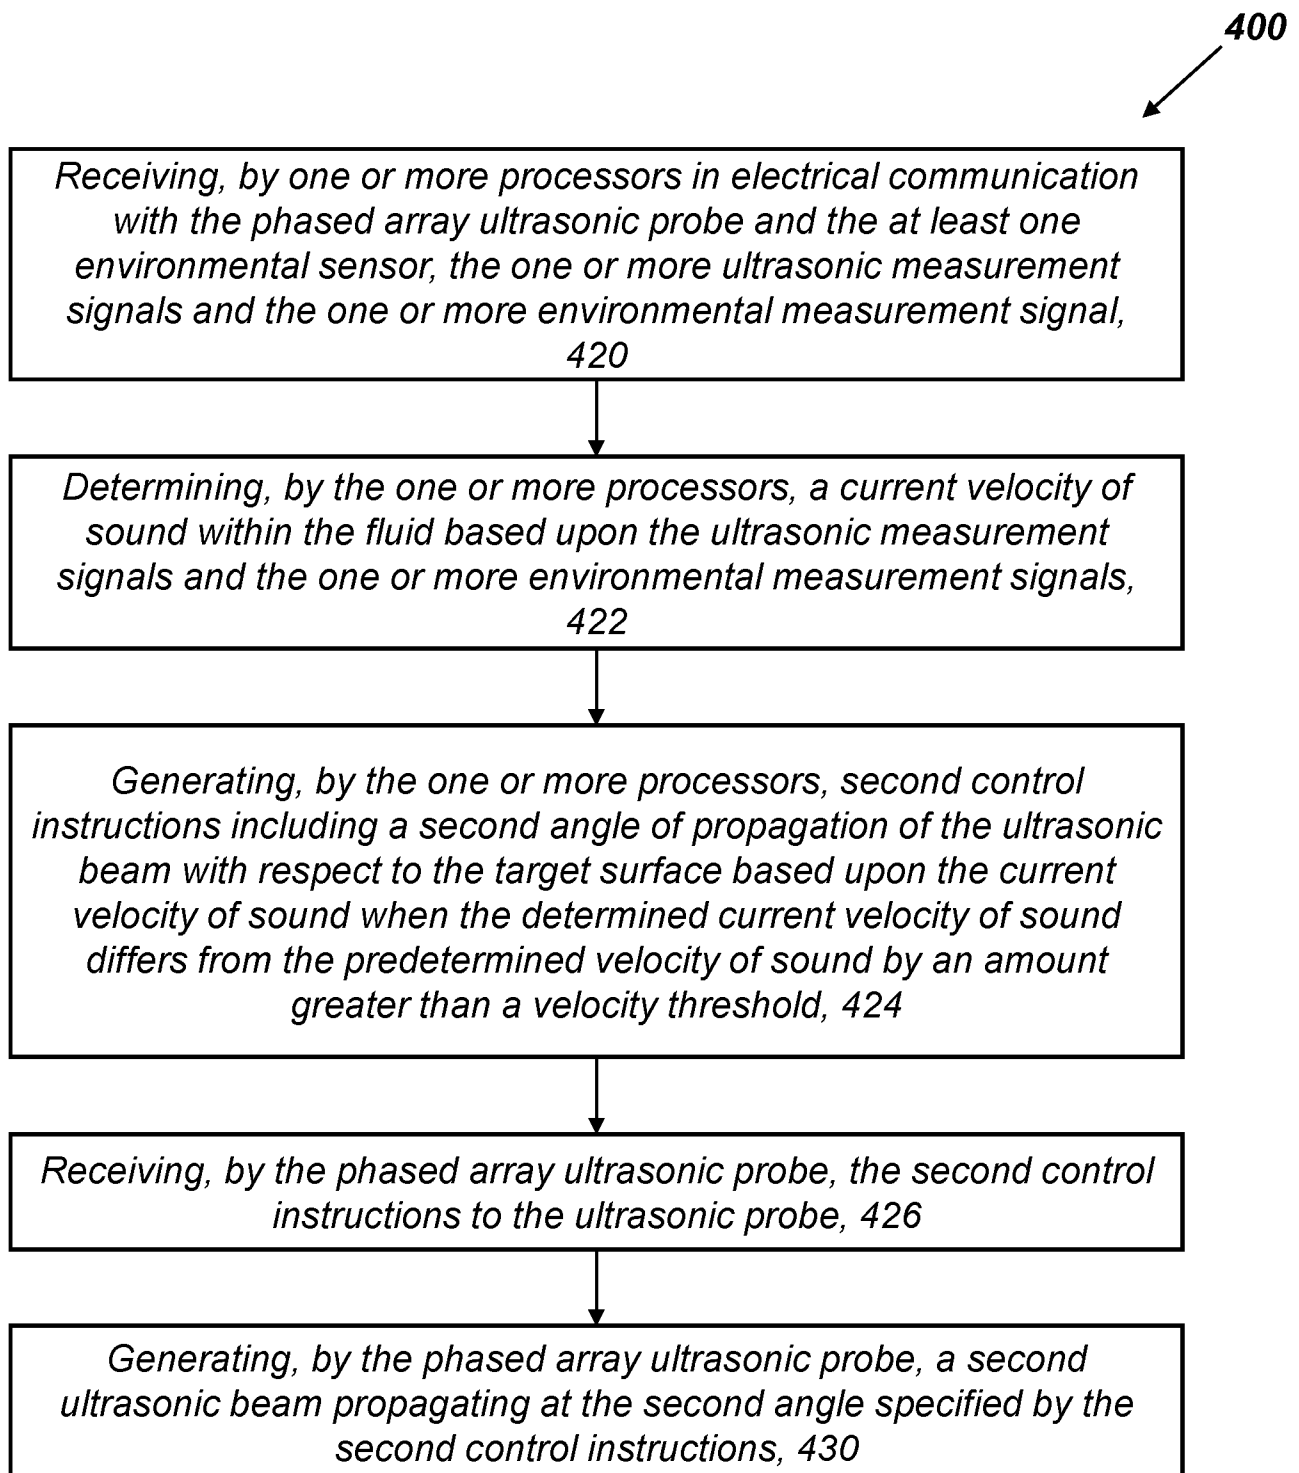 400
Receiving, by one or more processors in electrical communication
with the phased array ultrasonic probe and the at least one
environmental sensor, the one or more ultrasonic measurement
signals and the one or more environmental measurement signal,
420
Determining, by the one or more processors, a current velocity of
sound within the fluid based upon the ultrasonic measurement
signals and the one or more environmental measurement signals,
422
Generating, by the one or more processors, second control
instructions including a second angle of propagation of the ultrasonic
beam with respect to the target surface based upon the current
velocity of sound when the determined current velocity of sound
differs from the predetermined velocity of sound by an amount
greater than a velocity threshold, 424
Receiving, by the phased array ultrasonic probe, the second control
instructions to the ultrasonic probe, 426
Generating, by the phased array ultrasonic probe, a second
ultrasonic beam propagating at the second angle specified by the
second control instructions, 430